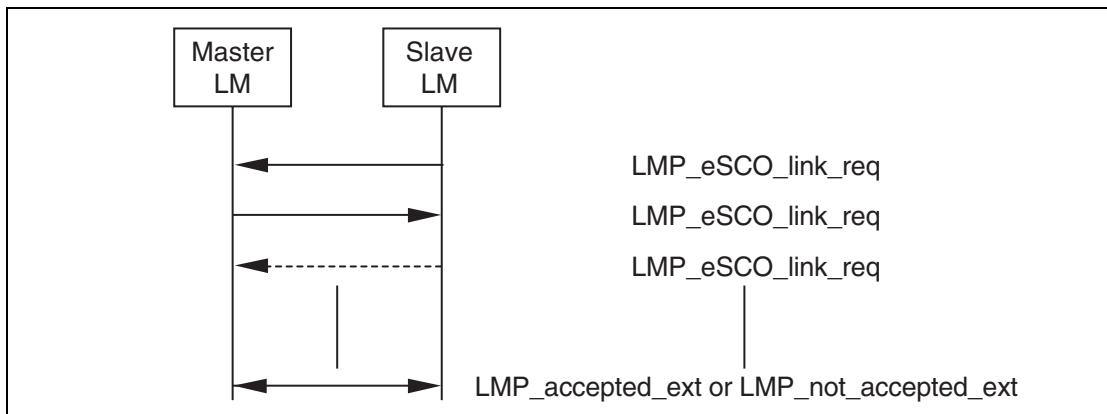 Master
LM
Slave
LM
LMP_eSCO_link_req
LMP_eSCO_link_req
LMP_eSCO_link_req
LMP_accepted_ext or LMP_not_accepted_ext